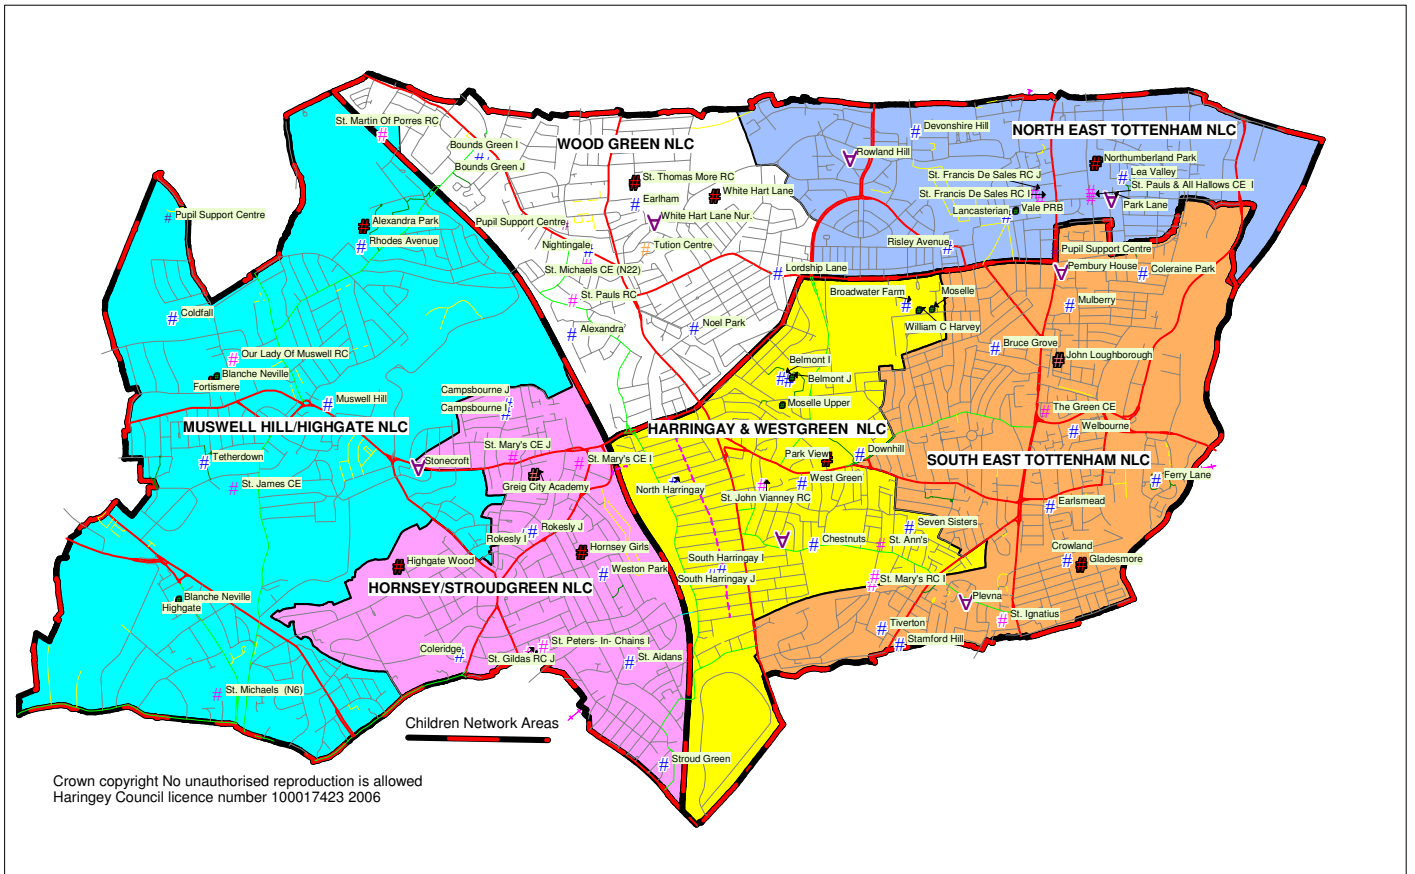 St. Martin Of Porres RC
Bounds Green I
Bounds Green J
WOOD GREEN NLC
St. Thomas More RC
White Hart Lane
Earlham
White Hart Lane Nur.
Pupil Support Centre
Tution Centre
Nightingale
St. Michaels CE (N22)
St. Pauls RC
Alexandra
Noel Park
Lordship Lane
Devonshire Hill
NORTH EAST TOTTENHAM NLC
Rowland Hill
Northumberland Park
Lea Valley
St. Francis De Sales RC J
St. Pauls & All Hallows CE I
St. Francis De Sales RC I
Park Lane
Lancasterian
Vale PRB
Risley Avenue
Pupil Support Centre
Pembury House
Coleraine Park
Pupil Support Centre
Alexandra Park
Rhodes Avenue
Coldfall
Our Lady Of Muswell RC
Blanche Neville
Fortismere
Muswell Hill
MUSWELL HILL/HIGHGATE NLC
Tetherdown
St. James CE
Stonecroft
Campsbourne J
Campsbourne I
St. Mary's CE J
St. Mary's CE I
Greig City Academy
Rokesly J
Rokesly I
Hornsey Girls
Highgate Wood
Weston Park
HORNSEY/STROUDGREEN NLC
Blanche Neville
Highgate
Coleridge
St. Peters- In- Chains I
St. Gildas RC J
St. Aidans
St. Michaels (N6)
Stroud Green
Broadwater Farm
Moselle
William C Harvey
Belmont I
Belmont J
Moselle Upper
HARRINGAY & WESTGREEN NLC
Park View
Downhill
North Harringay
West Green
St. John Vianney RC
Chestnuts
Seven Sisters
St. Ann's
South Harringay I
South Harringay J
St. Mary's RC I
Mulberry
Bruce Grove
John Loughborough
The Green CE
Welbourne
SOUTH EAST TOTTENHAM NLC
Ferry Lane
Earlsmead
Crowland
Gladesmore
Plevna
St. Ignatius
Tiverton
Stamford Hill
Children Network Areas
Crown copyright No unauthorised reproduction is allowed
Haringey Council licence number 100017423 2006